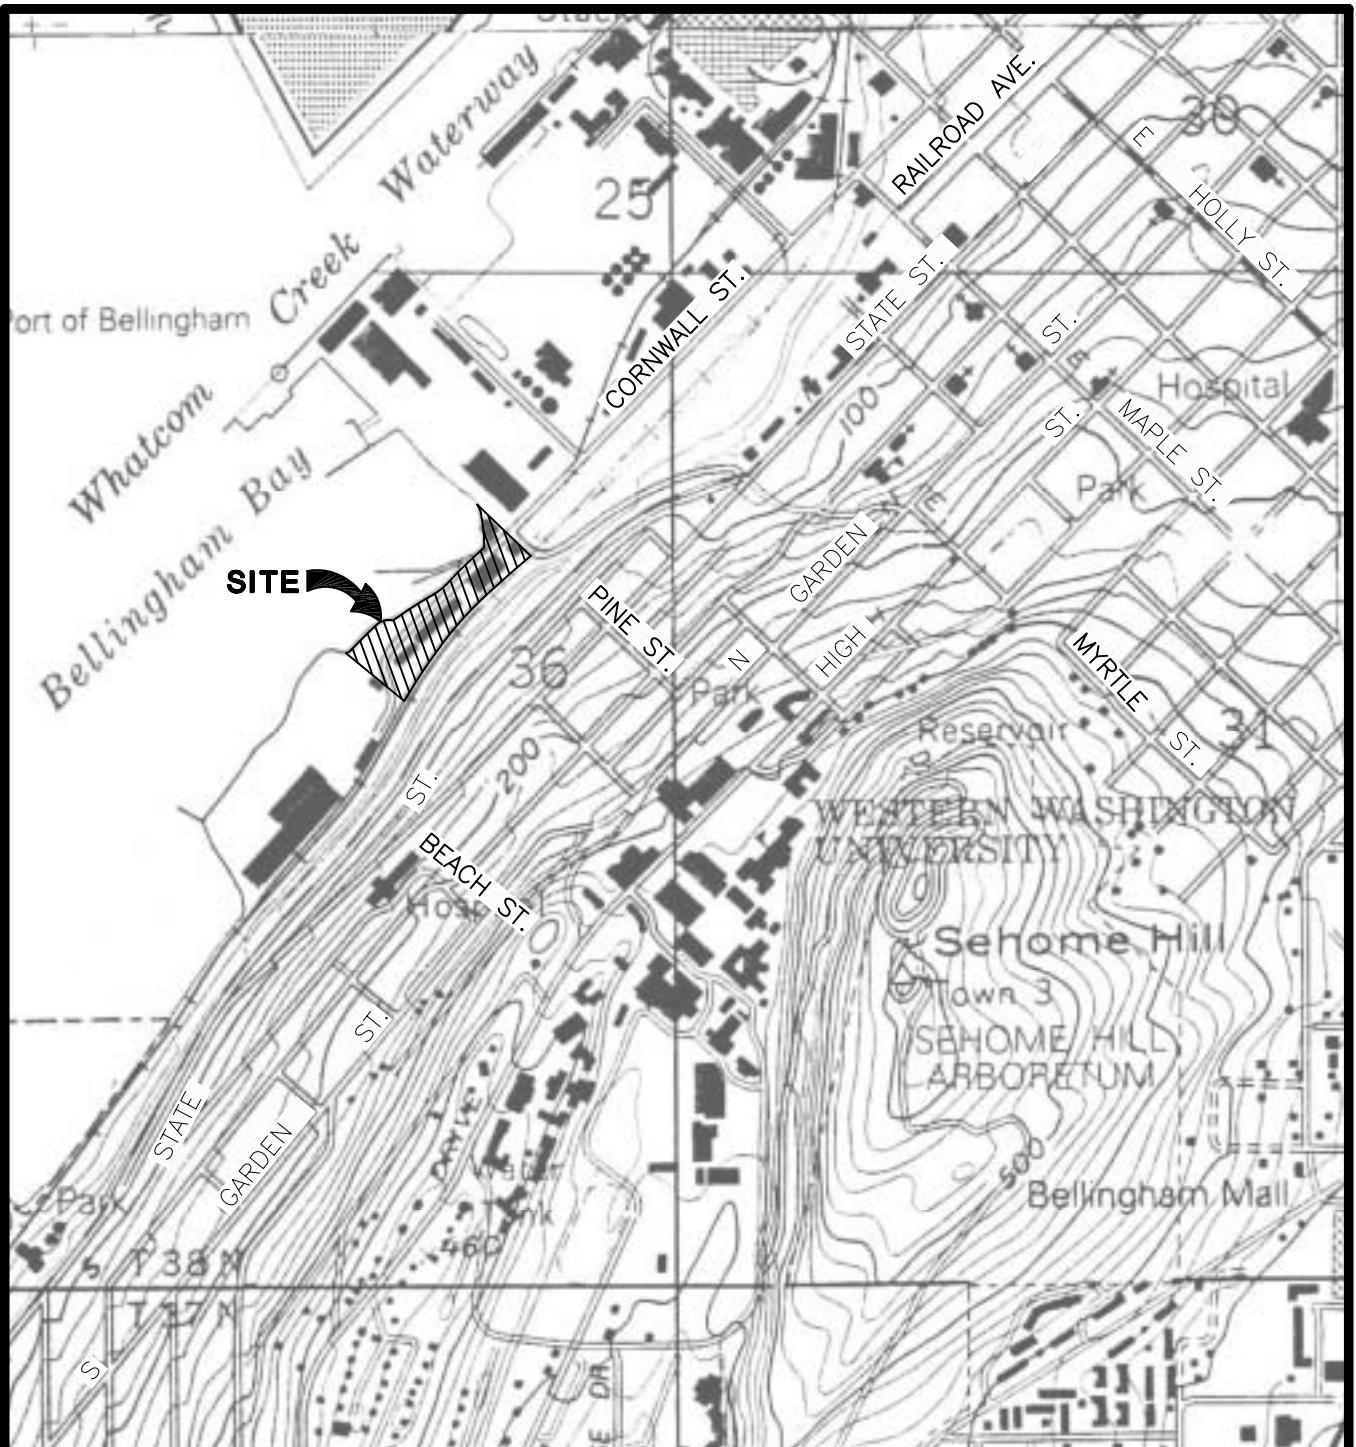 Waterway
Creek
Whatcom
Port of Bellingham
Bellingham Bay
25
30
RAILROAD AVE.
E
HOLLY ST.
CORNWALL ST.
STATE ST.
ST.
E
Hospital
100
ST.
MAPLE ST.
Park
N
E
GARDEN
SITE
PINE ST.
N
HIGH
MYRTLE
ST.
36
Park
Reservoir
31
200
ST.
WESTERN WASHINGTON
UNIVERSITY
BEACH ST.
Sehome Hill
Town 3
SEHOME HILL
ARBORETUM
ST.
STATE
GARDEN
DRIVE
Water
Tank
460
500
Bellingham Mall
Park
T 38 N
T 37 N
S
DR